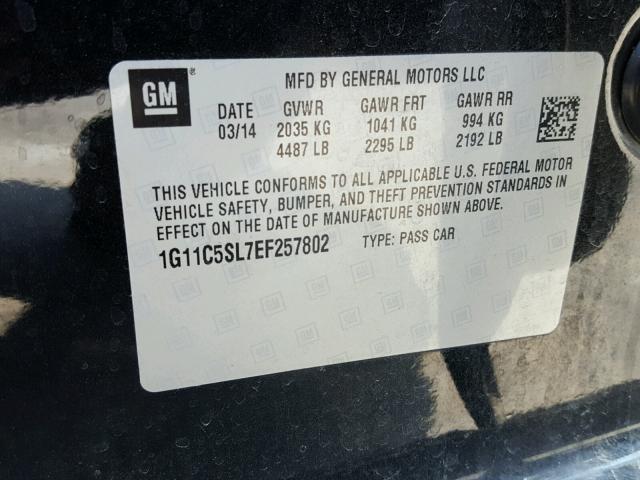 GM ®
MFD BY GENERAL MOTORS LLC
DATE GVWR GAWR FRT GAWR RR
03/14 2035 KG 1041 KG 994 KG
4487 LB 2295 LB 2192 LB
THIS VEHICLE CONFORMS TO ALL APPLICABLE U.S. FEDERAL MOTOR
VEHICLE SAFETY, BUMPER, AND THEFT PREVENTION STANDARDS IN
EFFECT ON THE DATE OF MANUFACTURE SHOWN ABOVE.
1G11C5SL7EF257802 TYPE: PASS CAR